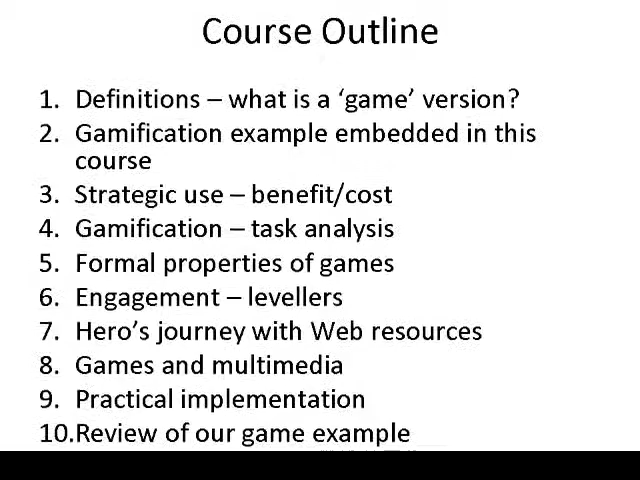 Course Outline
1. Definitions – what is a ‘game’ version?
2. Gamification example embedded in this
course
3. Strategic use – benefit/cost
4. Gamification – task analysis
5. Formal properties of games
6. Engagement – levellers
7. Hero’s journey with Web resources
8. Games and multimedia
9. Practical implementation
10.Review of our game example